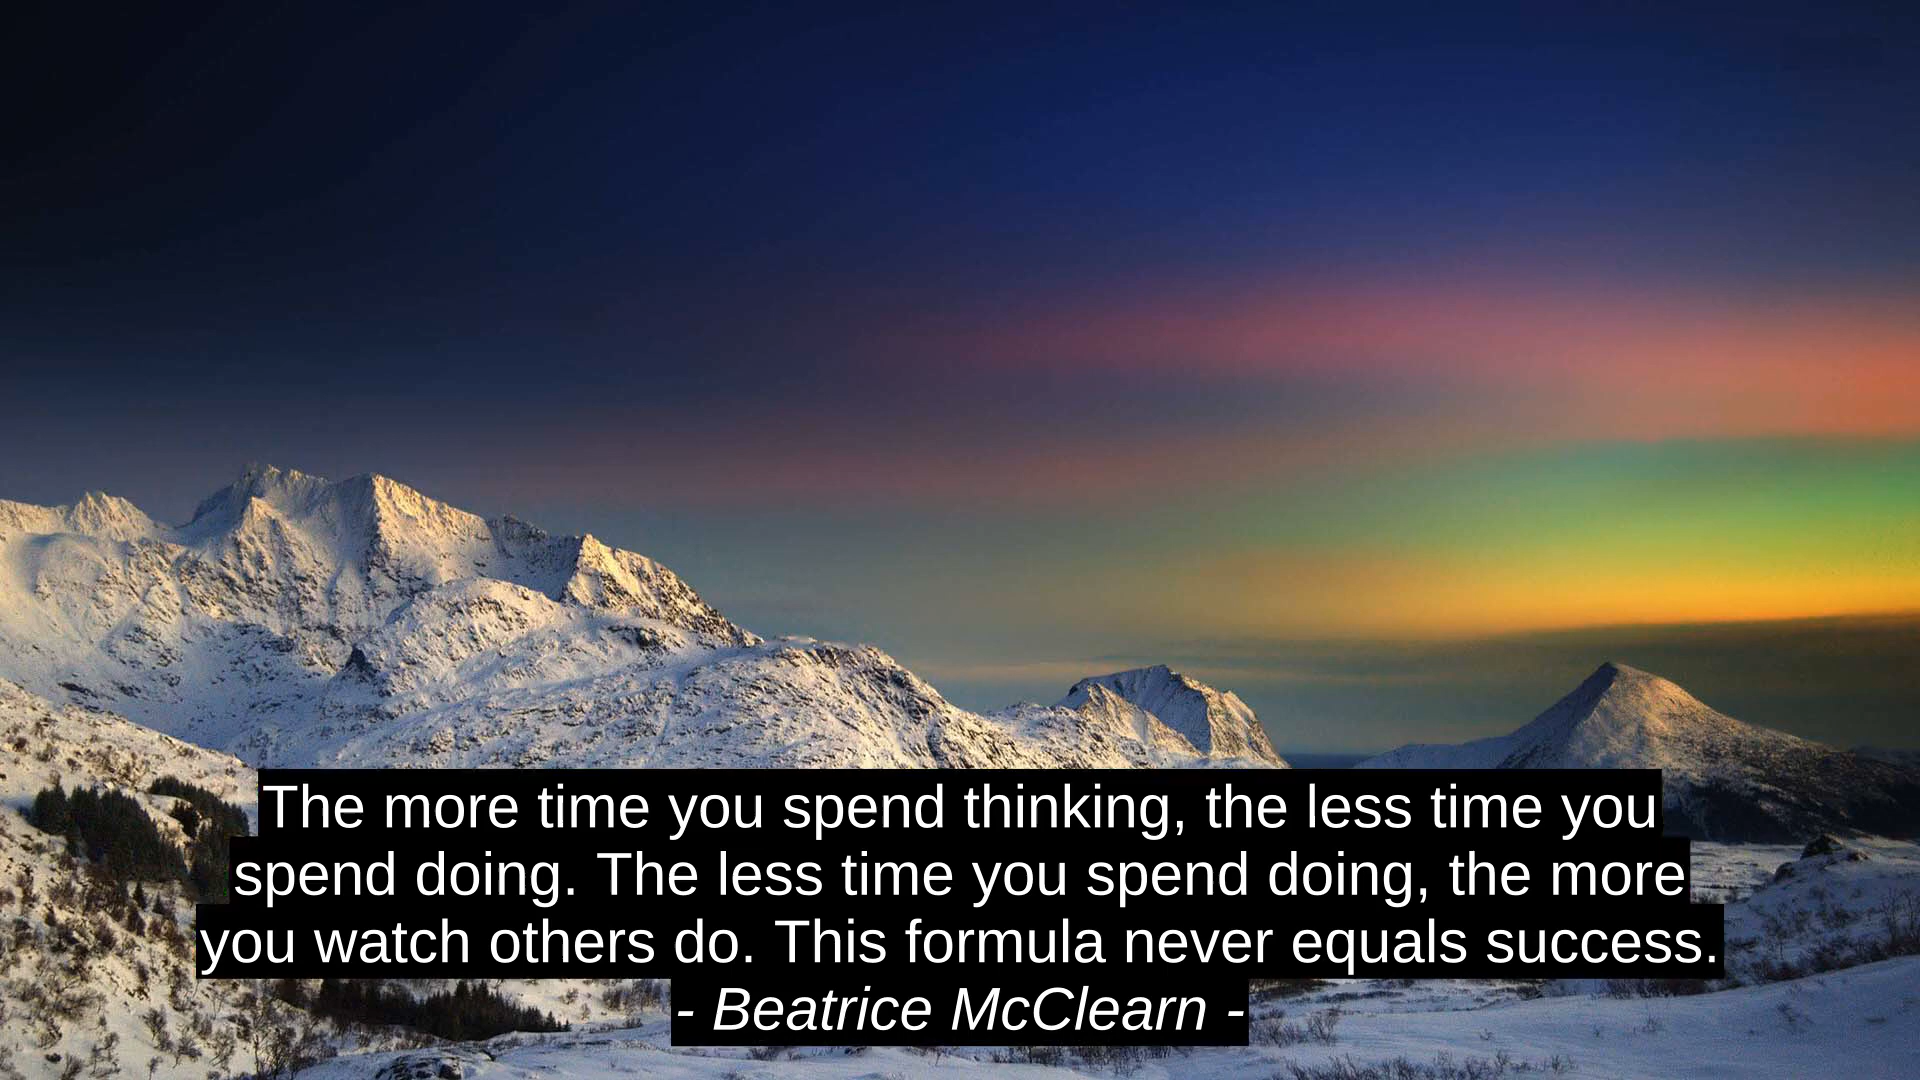 The more time you spend thinking, the less time you
spend doing. The less time you spend doing, the more
you watch others do. This formula never equals success.
- Beatrice McClearn -